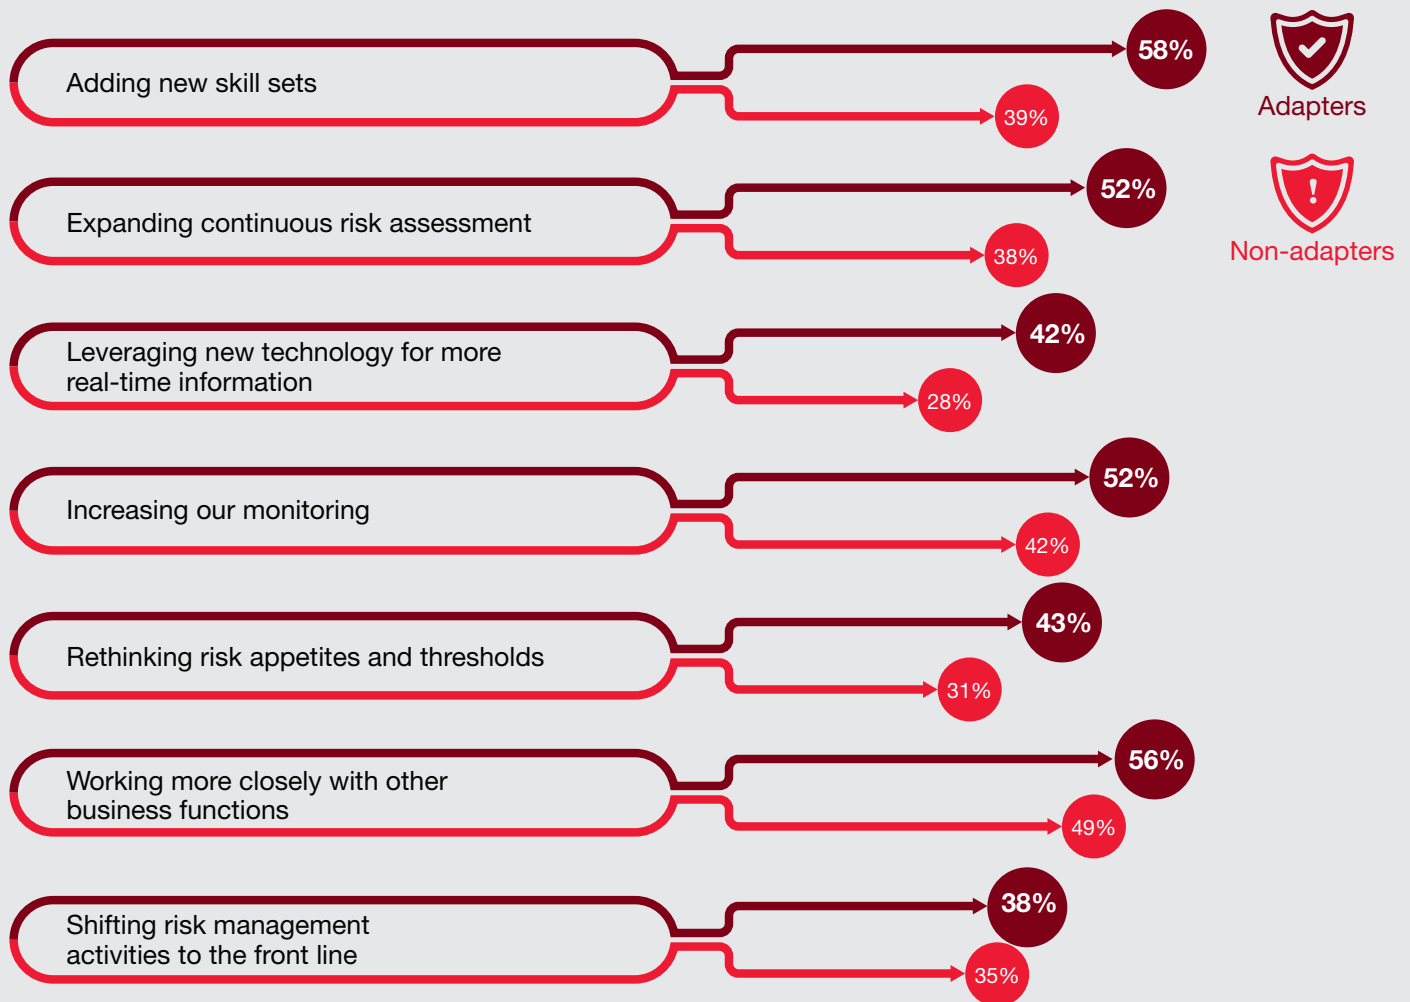 Adding new skill sets
58%
39%
Adapters
Expanding continuous risk assessment
52%
38%
!
Non-adapters
Leveraging new technology for more
real-time information
42%
28%
Increasing our monitoring
52%
42%
Rethinking risk appetites and thresholds
43%
31%
Working more closely with other
business functions
56%
49%
Shifting risk management
activities to the front line
38%
35%